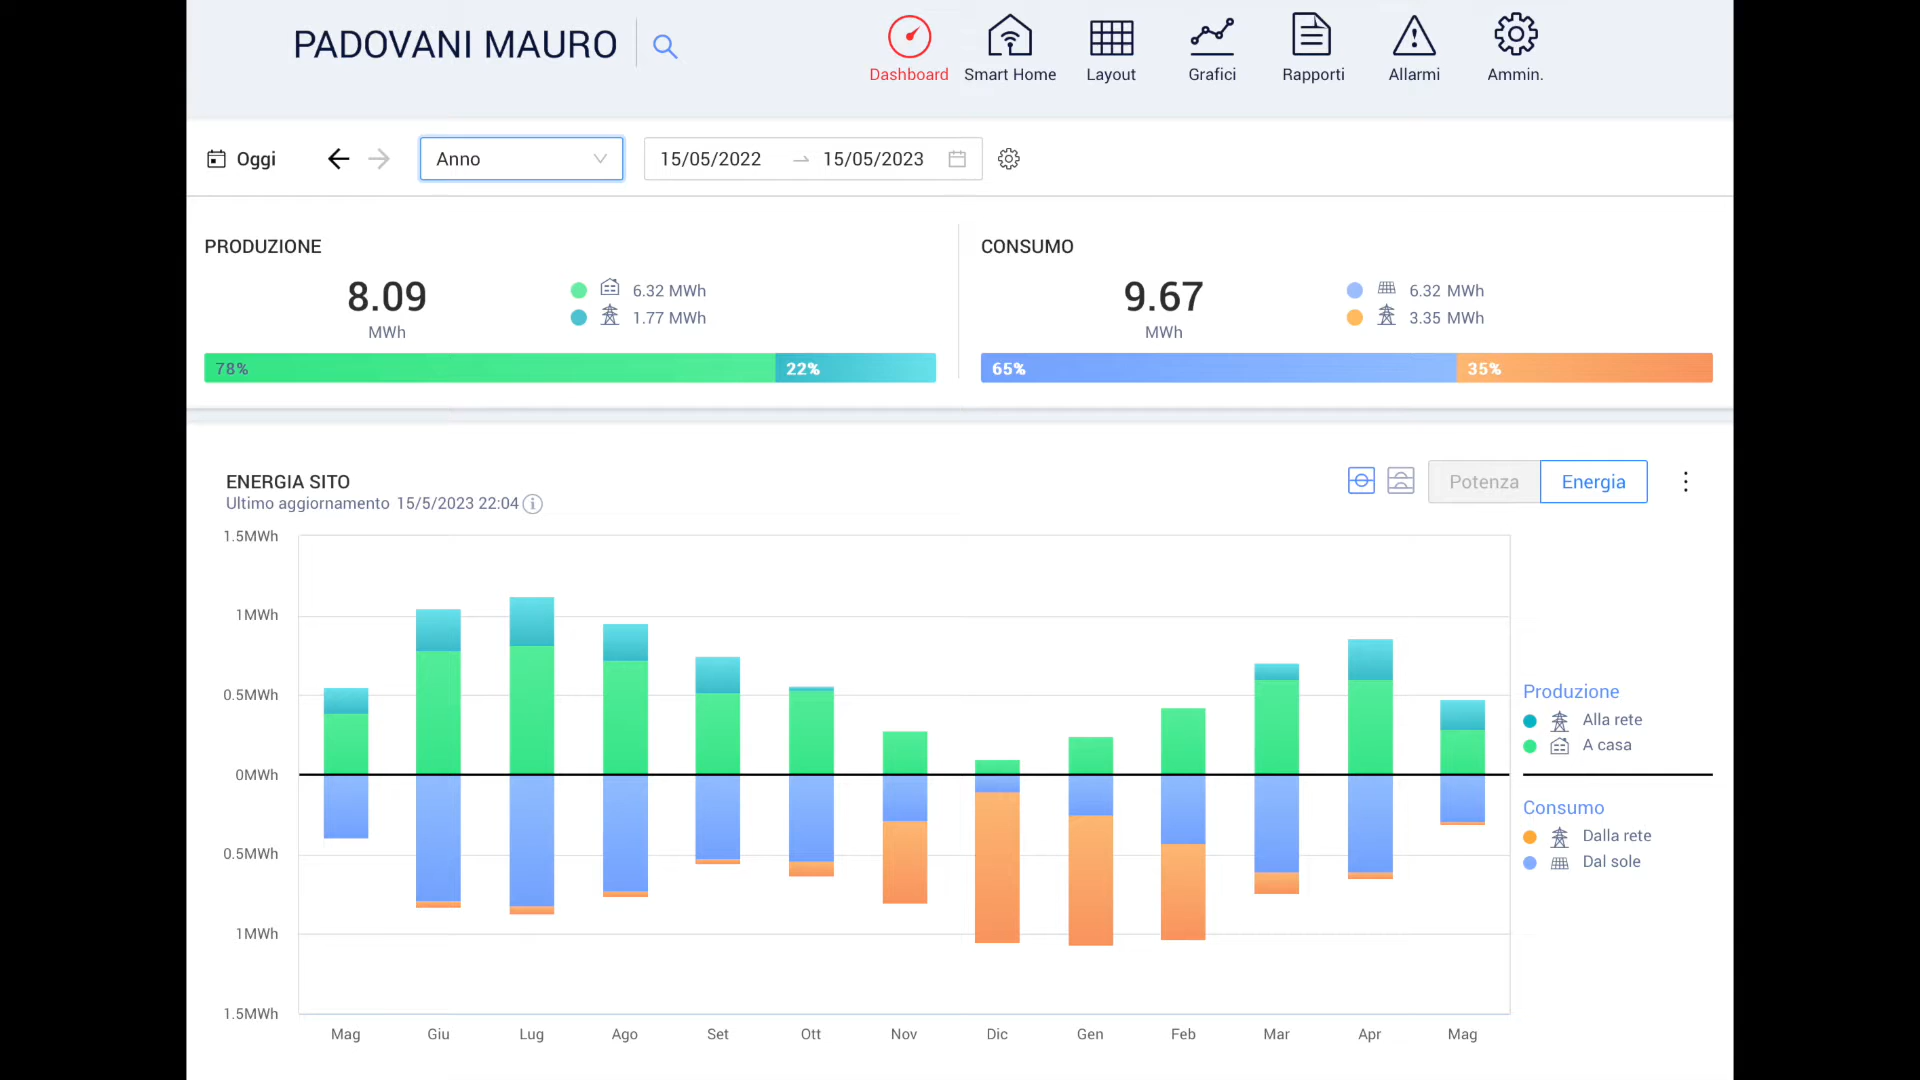 PADOVANI MAURO
Dashboard Smart Home Layout Grafici Rapporti Allarmi Ammin.
Oggi Anno 15/05/2022 → 15/05/2023
PRODUZIONE
8.09
MWh
6.32 MWh
1.77 MWh
78% 22%
CONSUMO
9.67
MWh
6.32 MWh
3.35 MWh
65% 35%
ENERGIA SITO
Ultimo aggiornamento 15/5/2023 22:04
Potenza Energia
1.5MWh
1MWh
0.5MWh
0MWh
0.5MWh
1MWh
1.5MWh
Mag Giu Lug Ago Set Ott Nov Dic Gen Feb Mar Apr Mag
Produzione
Alla rete
A casa
Consumo
Dalla rete
Dal sole